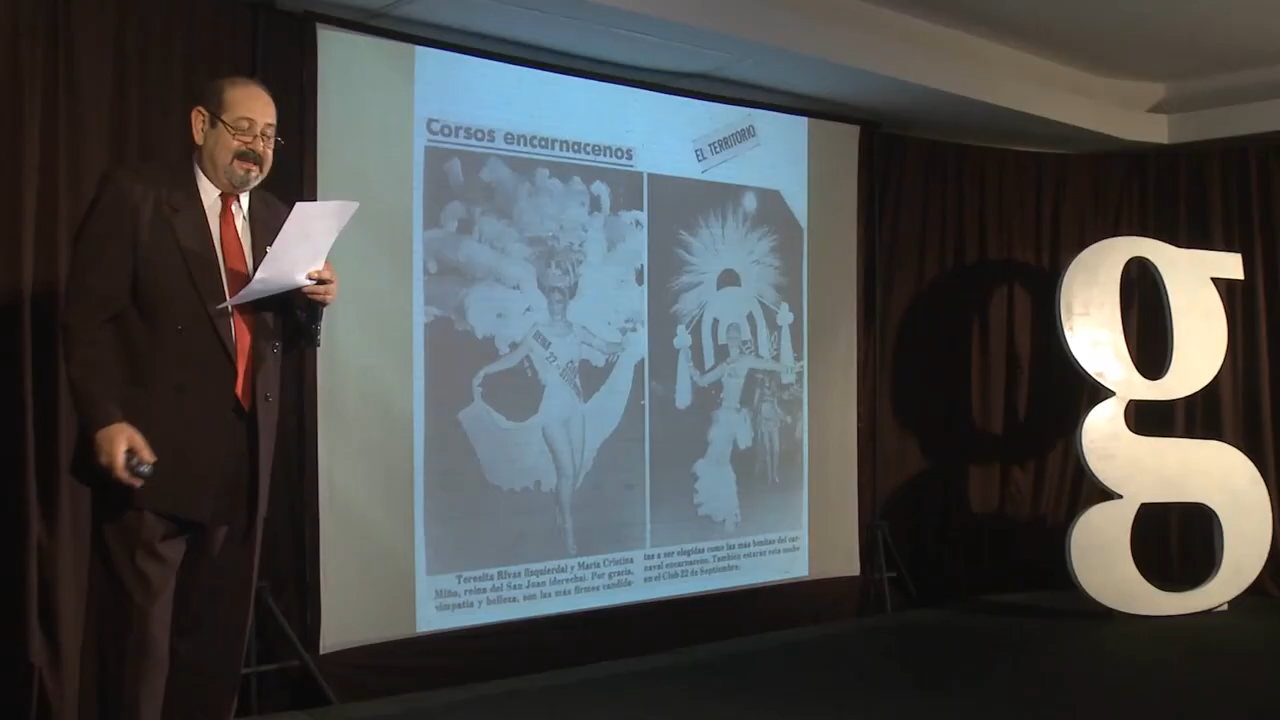 Corsos encarnacenos
EL TERRITORIO
REINA
22
Teresita Rivas (izquierda) y María Cristina
Miño, reina del San Juan (derecha). Por gracia,
simpatía y belleza, son las más firmes candida-
tas a ser elegidas como las más bonitas del car-
naval encarnaceno. También estarán esta noche
en el Club 22 de Septiembre.
g